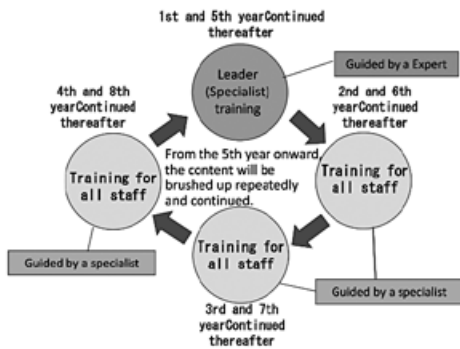 1st and 5th yearContinued
thereafter
Leader
(Specialist)
training
Guided by a Expert
2nd and 6th
yearContinued
thereafter
Training for
all staff
Guided by a specialist
3rd and 7th
yearContinued
thereafter
Training for
all staff
4th and 8th
yearContinued
thereafter
Training for
all staff
Guided by a specialist
From the 5th year onward,
the content will be
brushed up repeatedly
and continued.